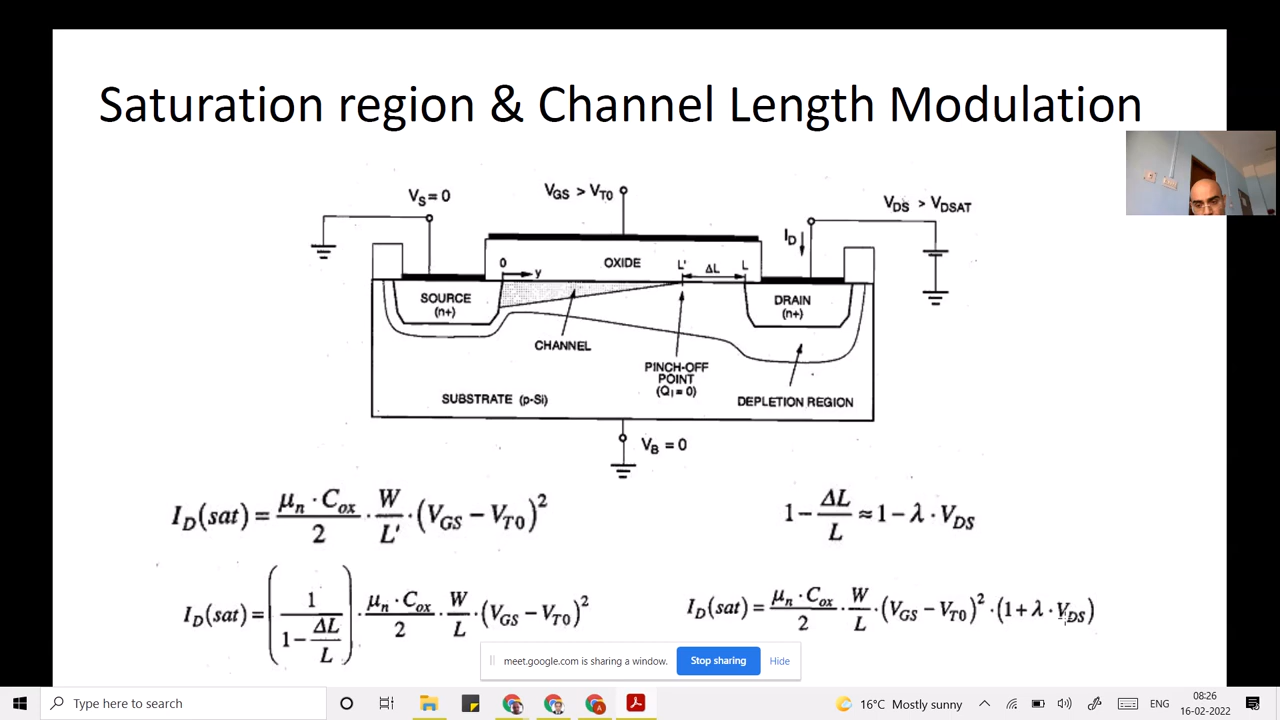 Saturation region & Channel Length Modulation
V_S = 0
V_GS > V_T0
V_DS > V_DSAT
I_D
0
y
OXIDE
L'
ΔL
L
SOURCE
(n+)
DRAIN
(n+)
CHANNEL
PINCH-OFF
POINT
(Q_I = 0)
SUBSTRATE (p-Si)
DEPLETION REGION
V_B = 0
I_D(sat) = μ_n · C_ox / 2 · W / L' · (V_GS − V_T0)^2
1 − ΔL / L ≈ 1 − λ · V_DS
I_D(sat) = (1 / (1 − ΔL / L)) · μ_n · C_ox / 2 · W / L · (V_GS − V_T0)^2
I_D(sat) = μ_n · C_ox / 2 · W / L · (V_GS − V_T0)^2 · (1 + λ · V_DS)
meet.google.com is sharing a window.
Stop sharing
Hide
Type here to search
16°C Mostly sunny
08:26
16-02-2022